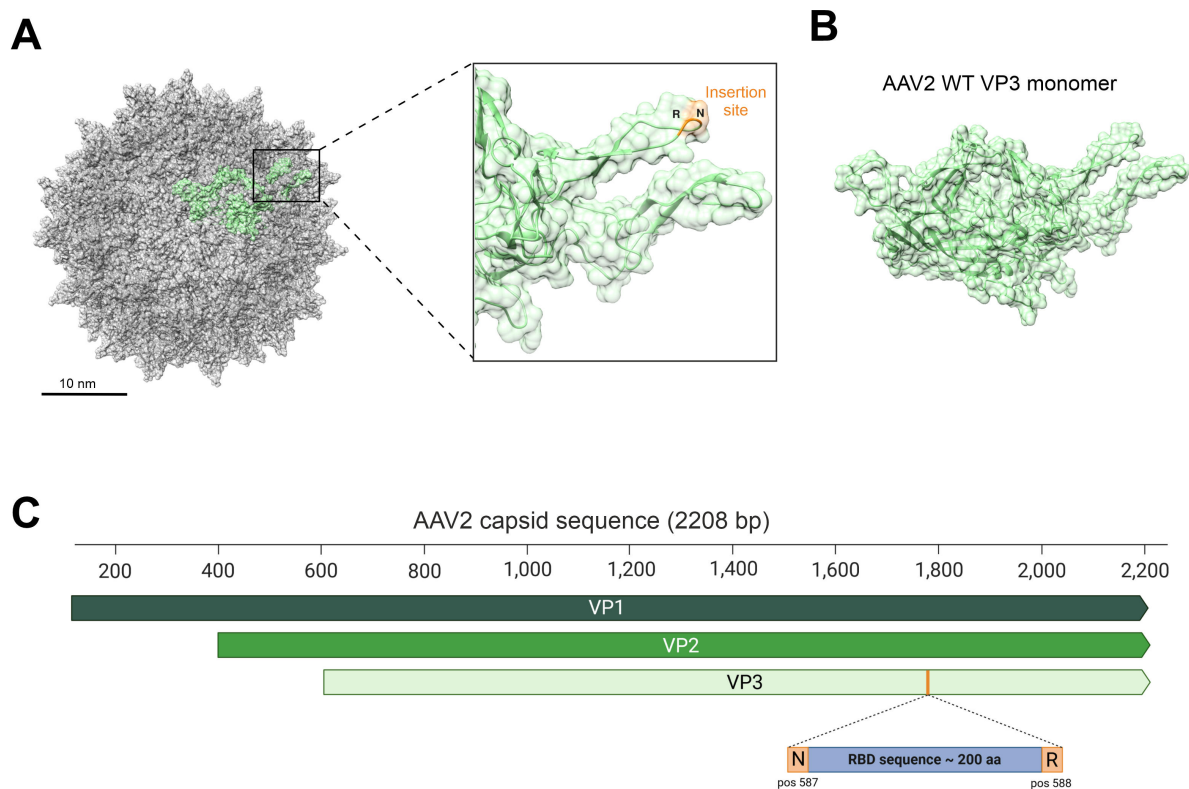 A
B
Insertion
site
R N
AAV2 WT VP3 monomer
10 nm
C
AAV2 capsid sequence (2208 bp)
200 400 600 800 1,000 1,200 1,400 1,600 1,800 2,000 2,200
VP1
VP2
VP3
N RBD sequence ~ 200 aa R
pos 587 pos 588